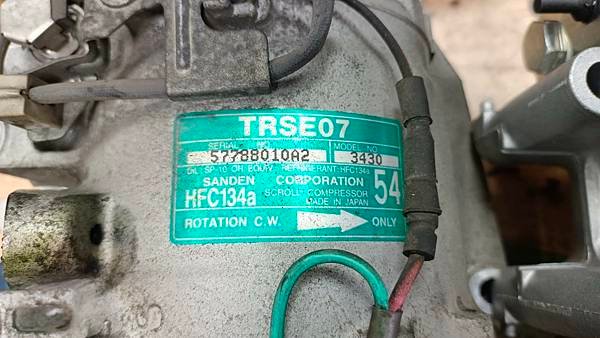 TRSE07
SERIAL NO. MODEL NO.
57788010A2 3430
OIL: SP-10 OR EQUIV. REFRIGERANT:HFC134a
SANDEN CORPORATION 54
HFC134a SCROLL COMPRESSOR
MADE IN JAPAN
ROTATION C.W. ONLY